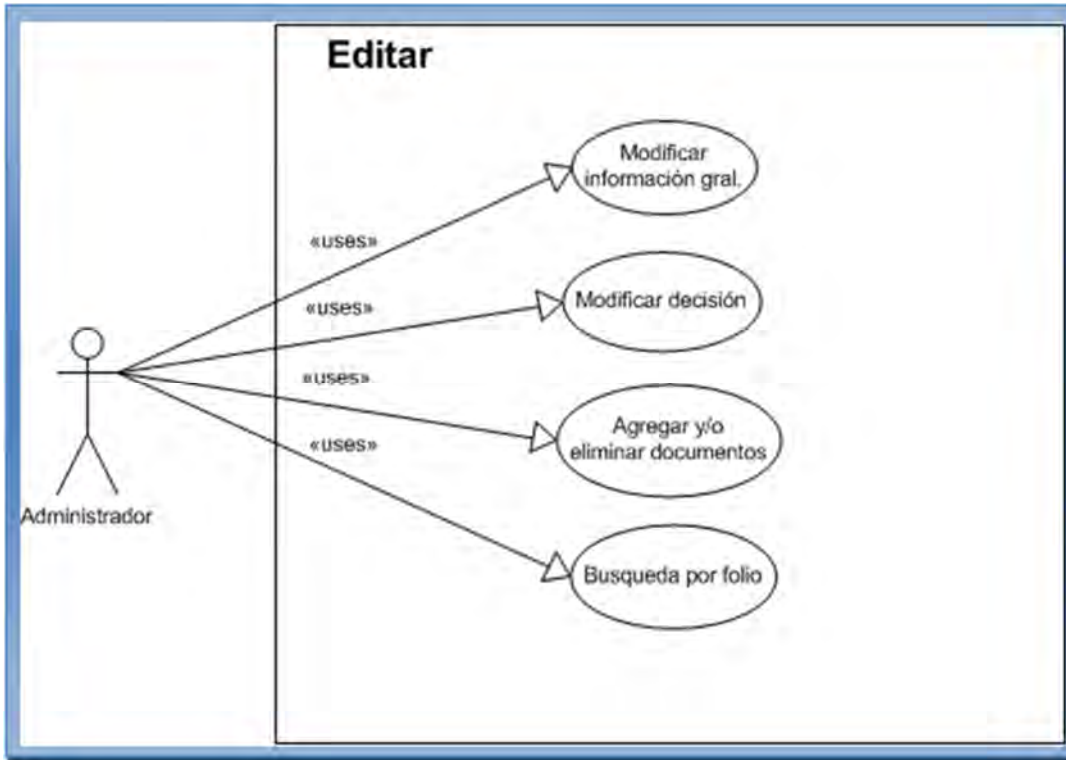 Editar
Modificar
información gral.
«uses»
Modificar decisión
«uses»
Agregar y/o
eliminar documentos
«uses»
Busqueda por folio
«uses»
Administrador